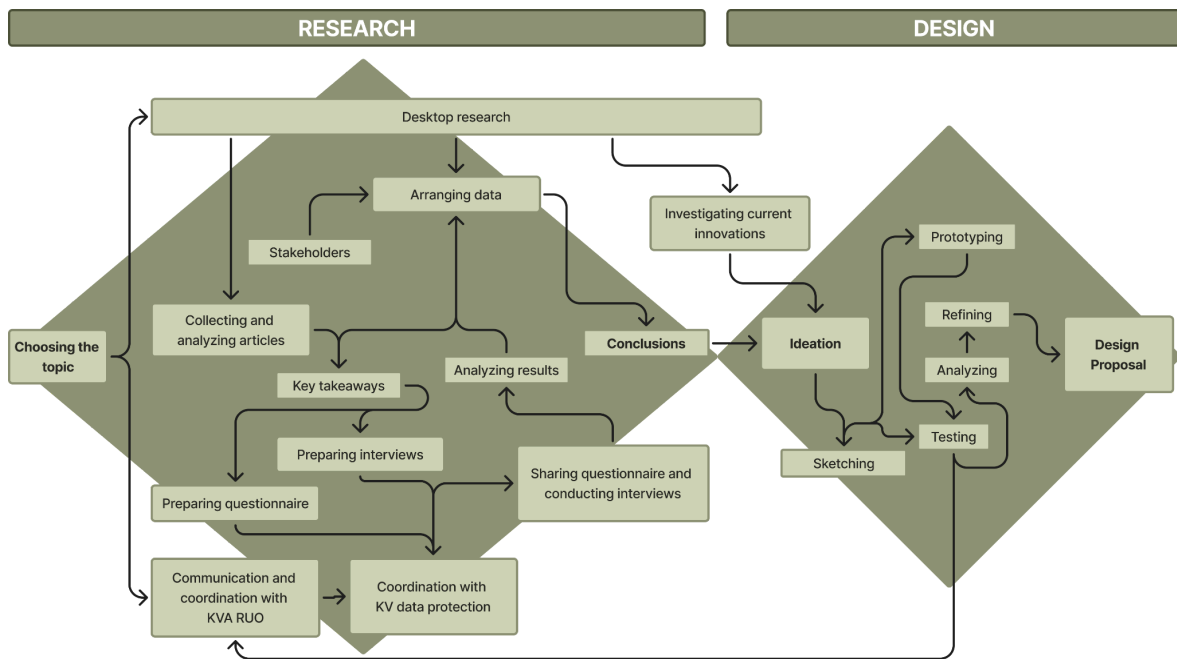 RESEARCH
DESIGN
Desktop research
Arranging data
Stakeholders
Investigating current
innovations
Prototyping
Collecting and
analyzing articles
Choosing the
topic
Conclusions
Ideation
Refining
Design
Proposal
Key takeaways
Analyzing results
Analyzing
Preparing interviews
Testing
Sketching
Sharing questionnaire and
conducting interviews
Preparing questionnaire
Communication and
coordination with
KVA RUO
Coordination with
KV data protection